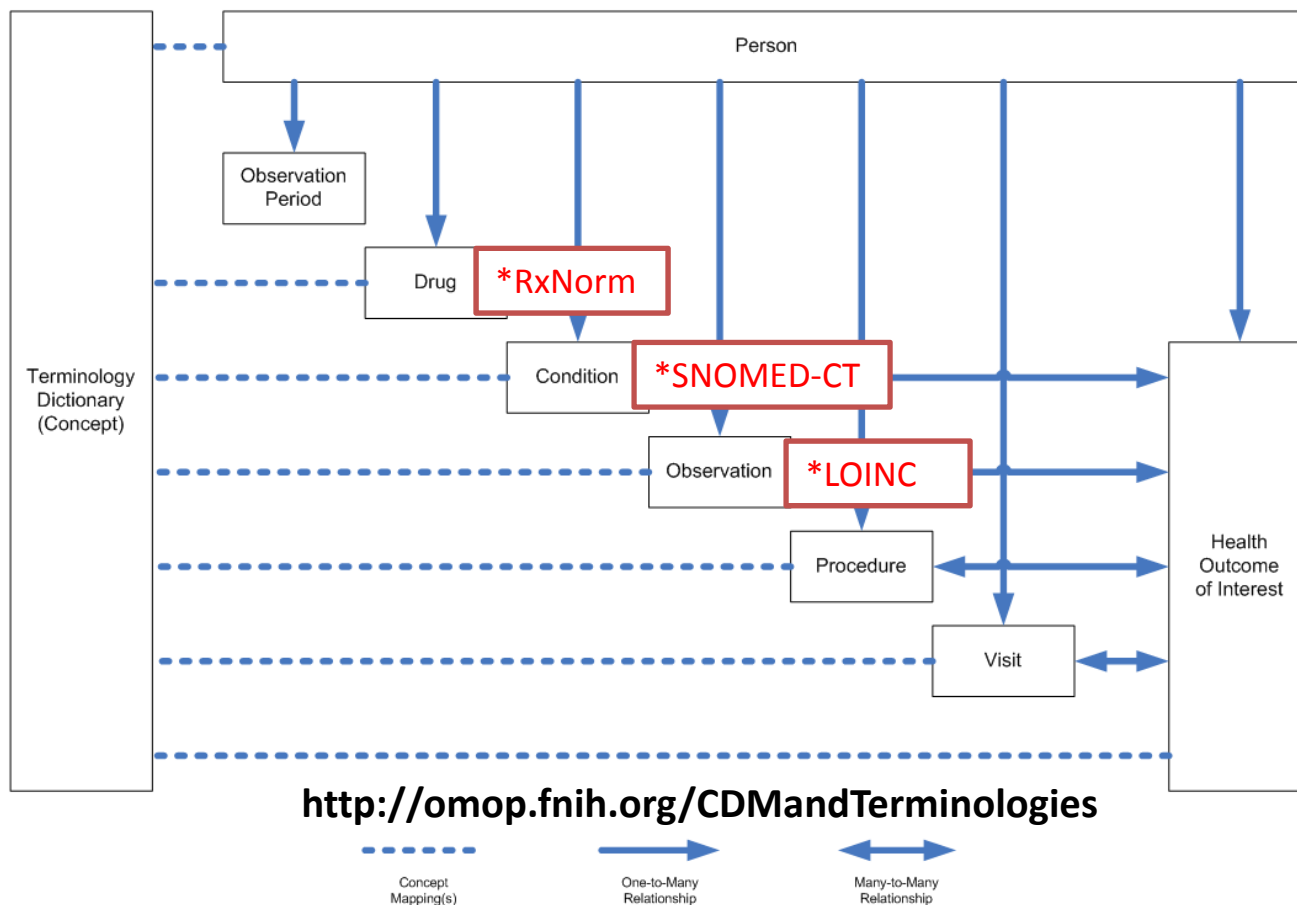 Person
Observation
Period
Drug
*RxNorm
Terminology
Dictionary
(Concept)
Condition
*SNOMED-CT
Observation
*LOINC
Procedure
Health
Outcome
of Interest
Visit
http://omop.fnih.org/CDMandTerminologies
Concept
Mapping(s)
One-to-Many
Relationship
Many-to-Many
Relationship